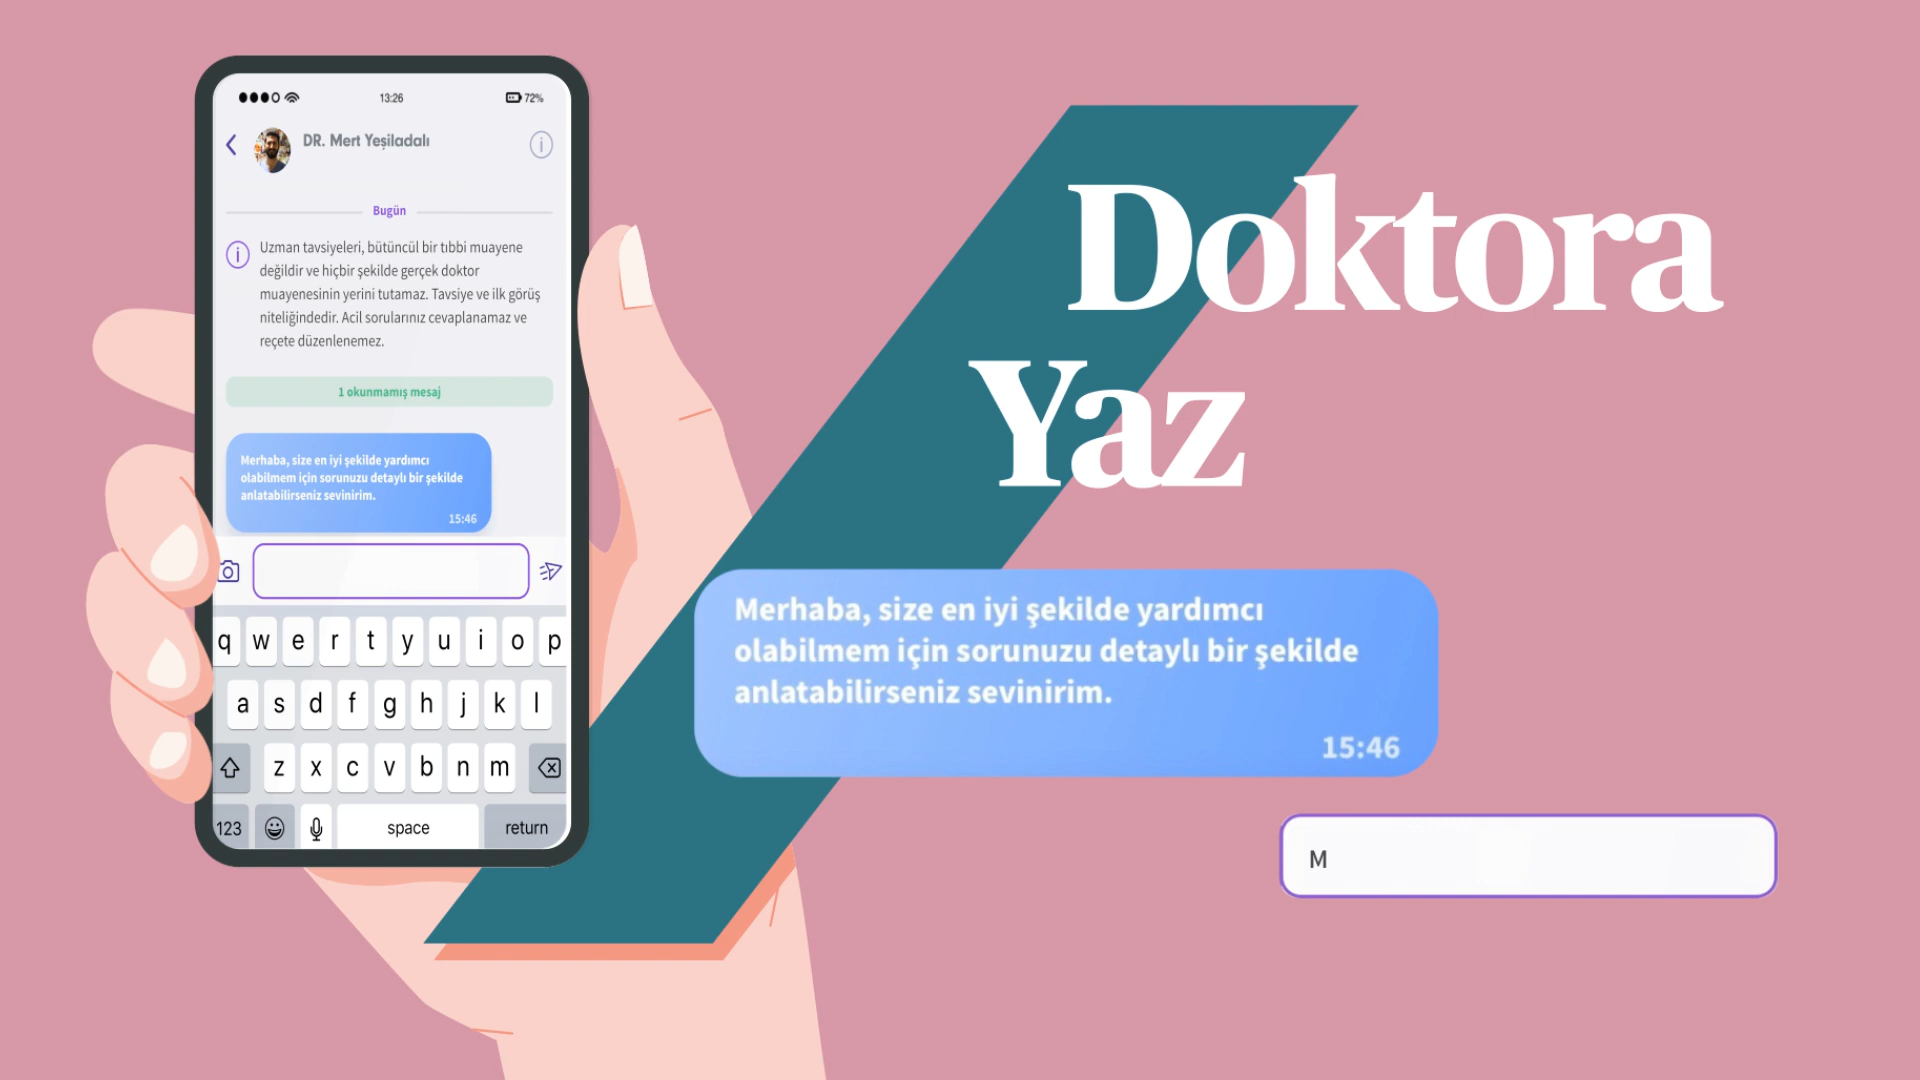 13:26
72%
DR. Mert Yeşiladalı
Bugün
Uzman tavsiyeleri, bütüncül bir tıbbi muayene
değildir ve hiçbir şekilde gerçek doktor
muayenesinin yerini tutamaz. Tavsiye ve ilk görüş
niteliğindedir. Acil sorularınız cevaplanamaz ve
reçete düzenlenemez.
1 okunmamış mesaj
Merhaba, size en iyi şekilde yardımcı
olabilmem için sorunuzu detaylı bir şekilde
anlatabilirseniz sevinirim.
15:46
q w e r t y u i o p
a s d f g h j k l
z x c v b n m
123 space return
Doktora
Yaz
Merhaba, size en iyi şekilde yardımcı
olabilmem için sorunuzu detaylı bir şekilde
anlatabilirseniz sevinirim.
15:46
M